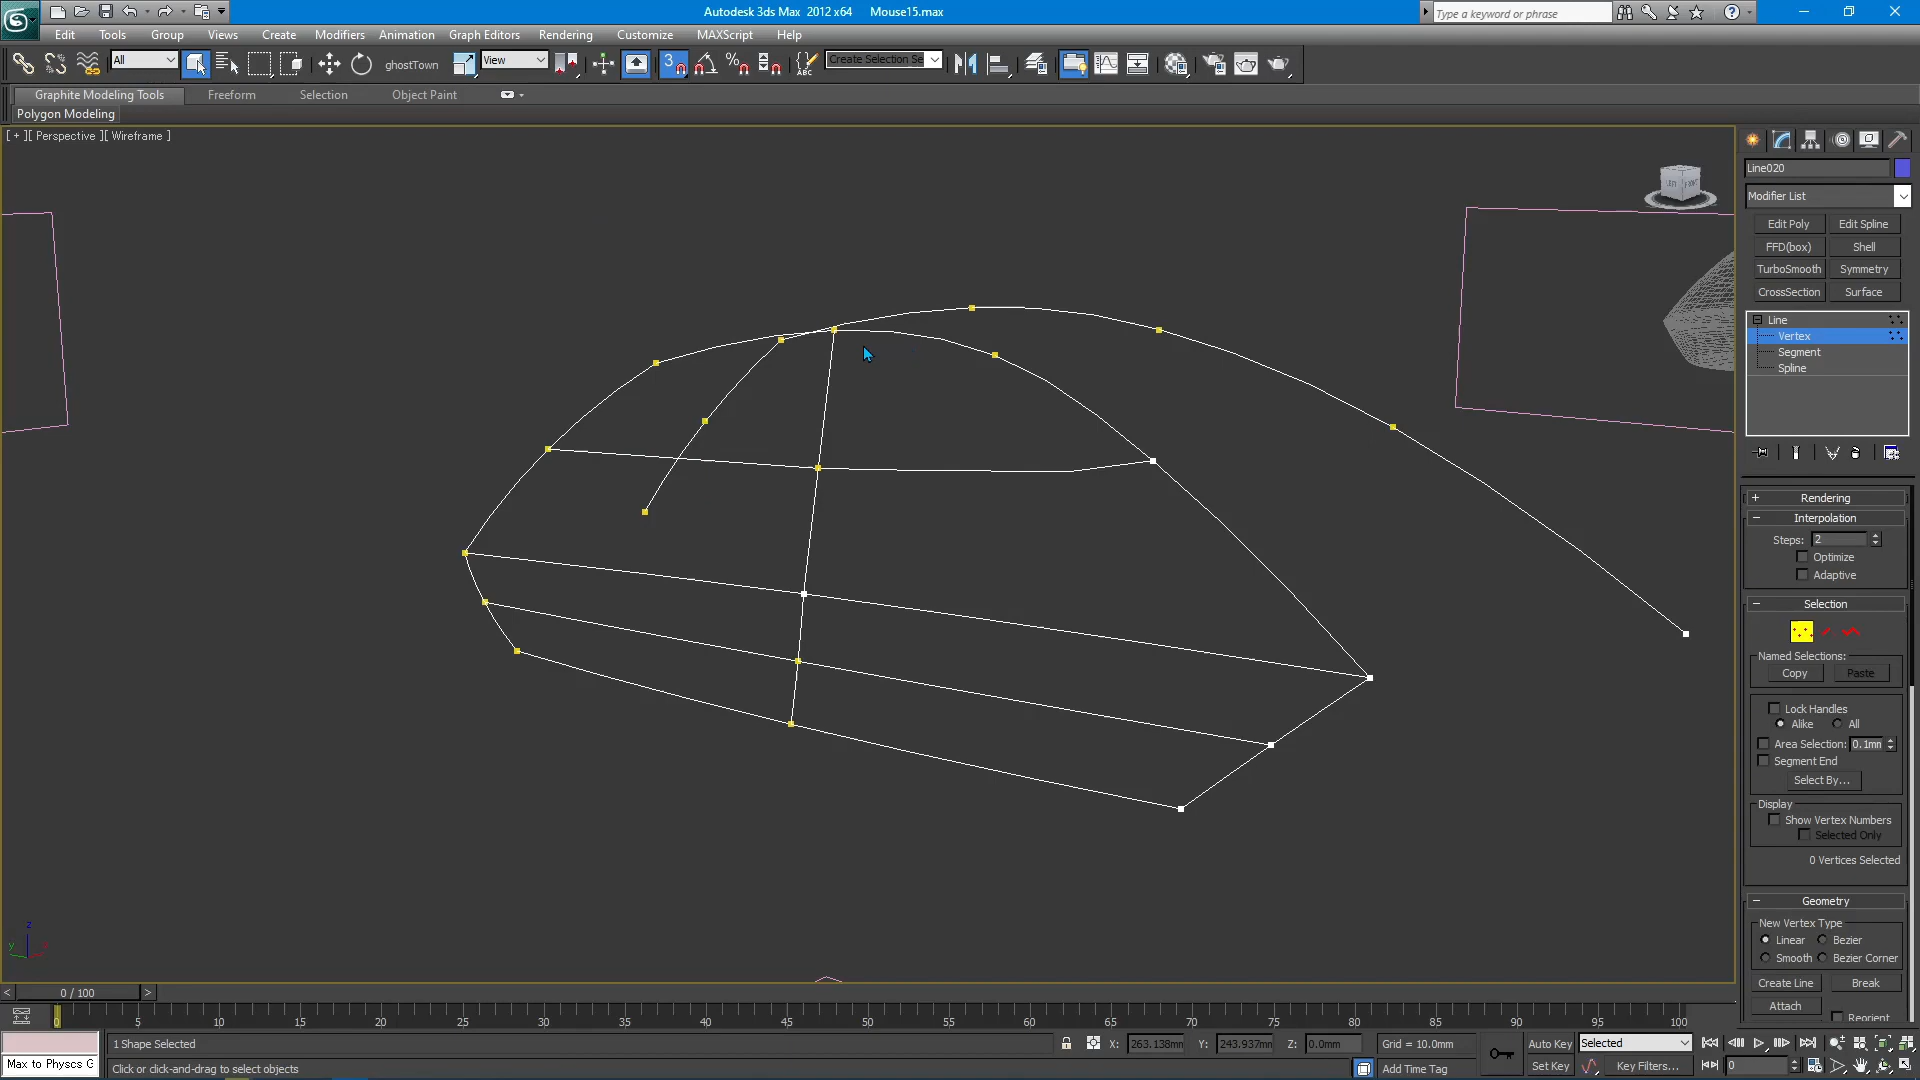 Autodesk 3ds Max 2012 x64 Mouse15.max
Type a keyword or phrase
Edit Tools Group Views Create Modifiers Animation Graph Editors Rendering Customize MAXScript Help
All ghostTown View 3 ABC Create Selection Se
Graphite Modeling Tools Freeform Selection Object Paint
Polygon Modeling
[ + ][ Perspective ][ Wireframe ]
Line020
Modifier List
Edit Poly Edit Spline
FFD(box) Shell
TurboSmooth Symmetry
CrossSection Surface
Line
Vertex
Segment
Spline
+ Rendering
- Interpolation
Steps: 2
Optimize
Adaptive
- Selection
Named Selections:
Copy Paste
Lock Handles
Alike All
Area Selection: 0.1mm
Segment End
Select By...
Display
Show Vertex Numbers
Selected Only
0 Vertices Selected
- Geometry
New Vertex Type
Linear Bezier
Smooth Bezier Corner
Create Line Break
Attach Reorient
z
y x
< 0 / 100 >
0 5 10 15 20 25 30 35 40 45 50 55 60 65 70 75 80 85 90 95 100
1 Shape Selected X: 263.138mm Y: 243.937mm Z: 0.0mm Grid = 10.0mm Auto Key Selected
Max to Physcs G Click or click-and-drag to select objects Add Time Tag Set Key Key Filters... 0